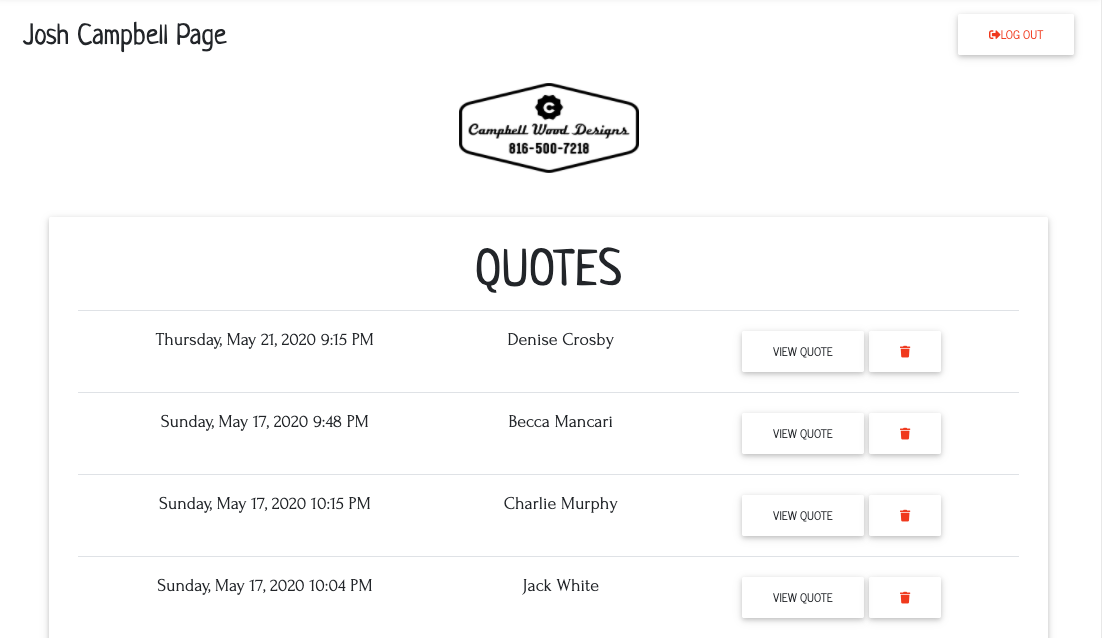 Josh Campbell Page
LOG OUT
C
Campbell Wood Designs
816-500-7218
QUOTES
Thursday, May 21, 2020 9:15 PM Denise Crosby VIEW QUOTE
Sunday, May 17, 2020 9:48 PM Becca Mancari VIEW QUOTE
Sunday, May 17, 2020 10:15 PM Charlie Murphy VIEW QUOTE
Sunday, May 17, 2020 10:04 PM Jack White VIEW QUOTE